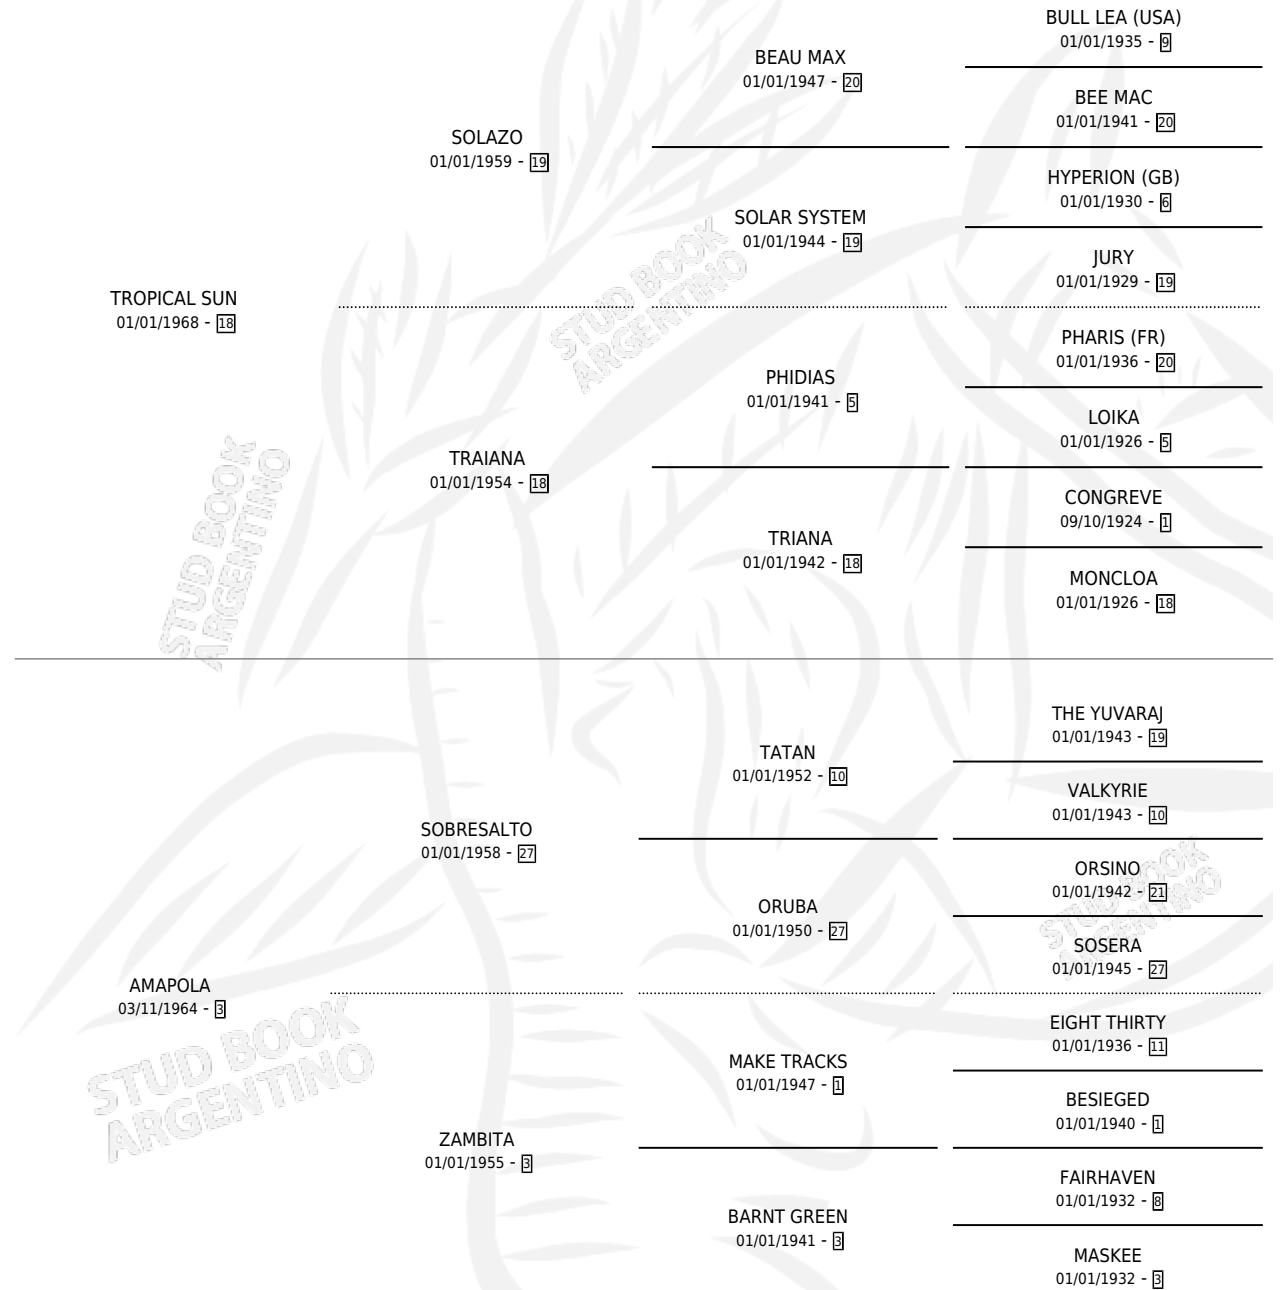 BULL LEA (USA)
01/01/1935 - 9
BEAU MAX
01/01/1947 - 20
BEE MAC
01/01/1941 - 20
SOLAZO
01/01/1959 - 19
HYPERION (GB)
01/01/1930 - 6
SOLAR SYSTEM
01/01/1944 - 19
JURY
01/01/1929 - 19
TROPICAL SUN
01/01/1968 - 18
STUD BOOK
ARGENTINO
PHARIS (FR)
01/01/1936 - 20
PHIDIAS
01/01/1941 - 5
LOIKA
01/01/1926 - 5
TRAIANA
01/01/1954 - 18
CONGREVE
09/10/1924 - 1
TRIANA
01/01/1942 - 18
MONCLOA
01/01/1926 - 18
STUD BOOK
ARGENTINO
THE YUVARAJ
01/01/1943 - 19
TATAN
01/01/1952 - 10
VALKYRIE
01/01/1943 - 10
SOBRESALTO
01/01/1958 - 27
ORSINO
01/01/1942 - 21
ORUBA
01/01/1950 - 27
SOSERA
01/01/1945 - 27
STUD BOOK
ARGENTINO
AMAPOLA
03/11/1964 - 3
STUD BOOK
ARGENTINO
EIGHT THIRTY
01/01/1936 - 11
MAKE TRACKS
01/01/1947 - 1
BESIEGED
01/01/1940 - 1
ZAMBITA
01/01/1955 - 3
FAIRHAVEN
01/01/1932 - 8
BARNT GREEN
01/01/1941 - 3
MASKEE
01/01/1932 - 3